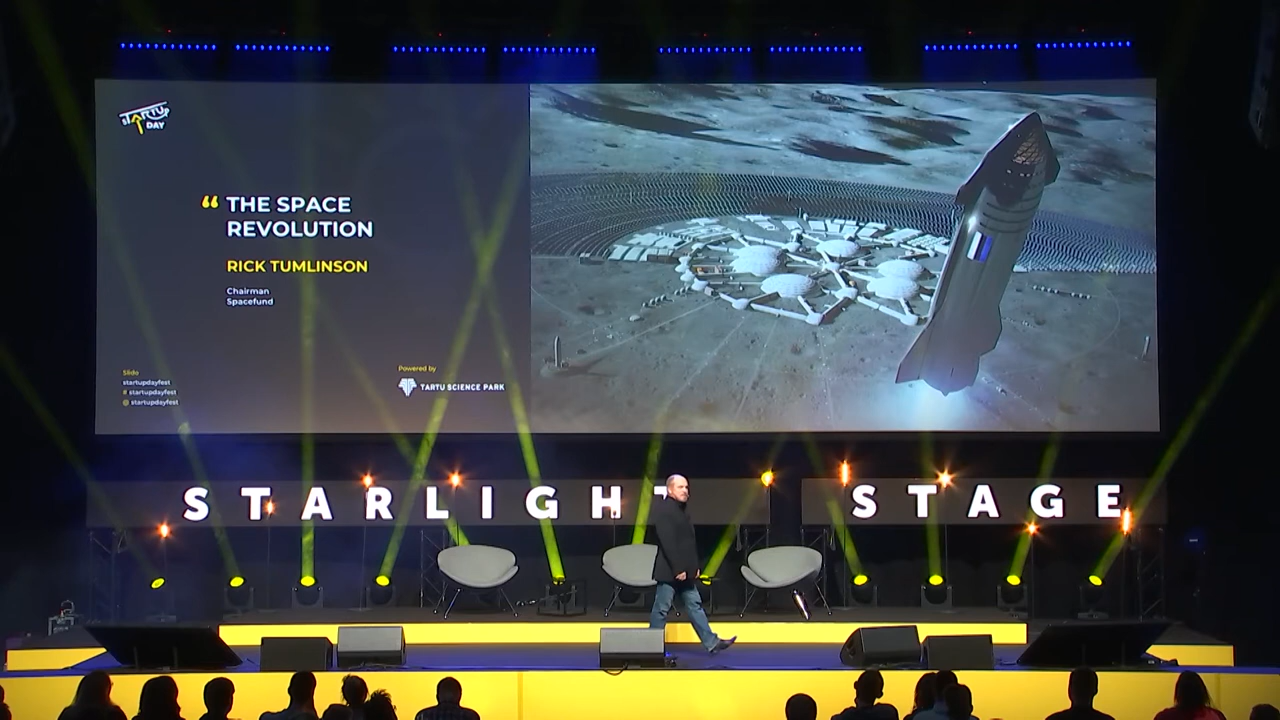 STARTUP
DAY
“ THE SPACE
REVOLUTION
RICK TUMLINSON
Chairman
Spacefund
Slido
startupdayfest
# startupdayfest
@ startupdayfest
Powered by
TARTU SCIENCE PARK
STARLIGHT STAGE